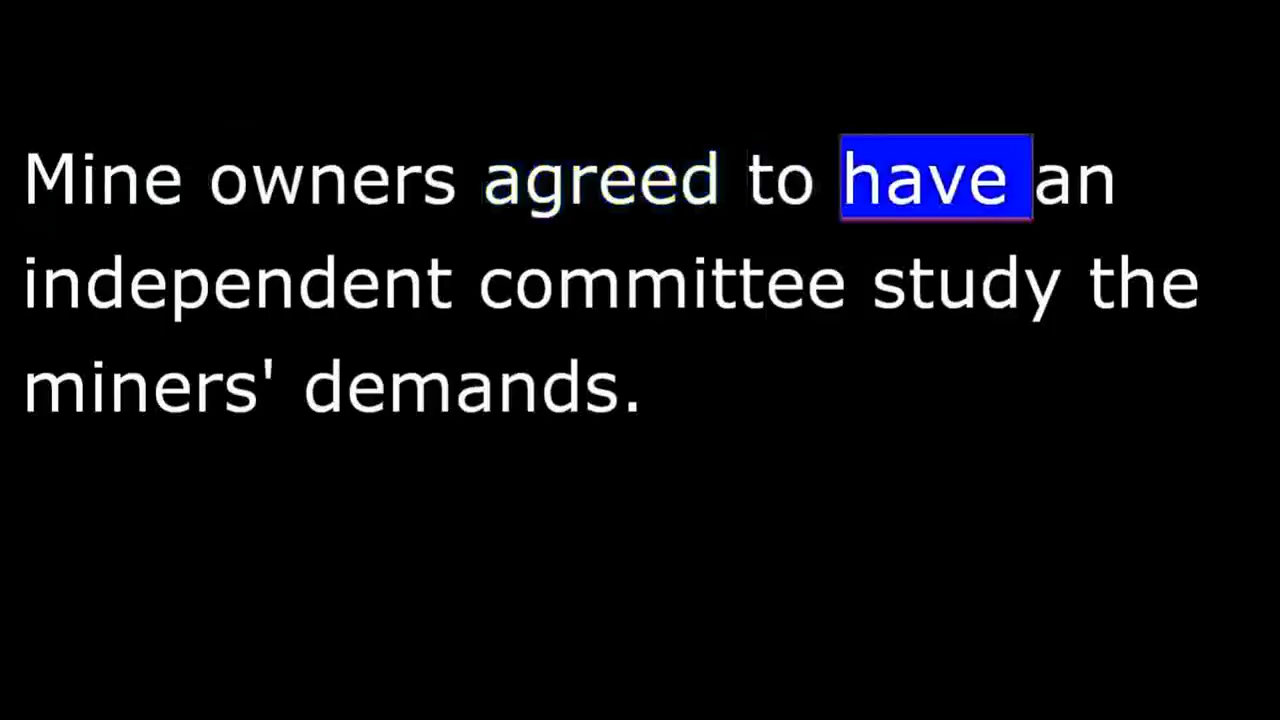 Mine owners agreed to have an
independent committee study the
miners' demands.